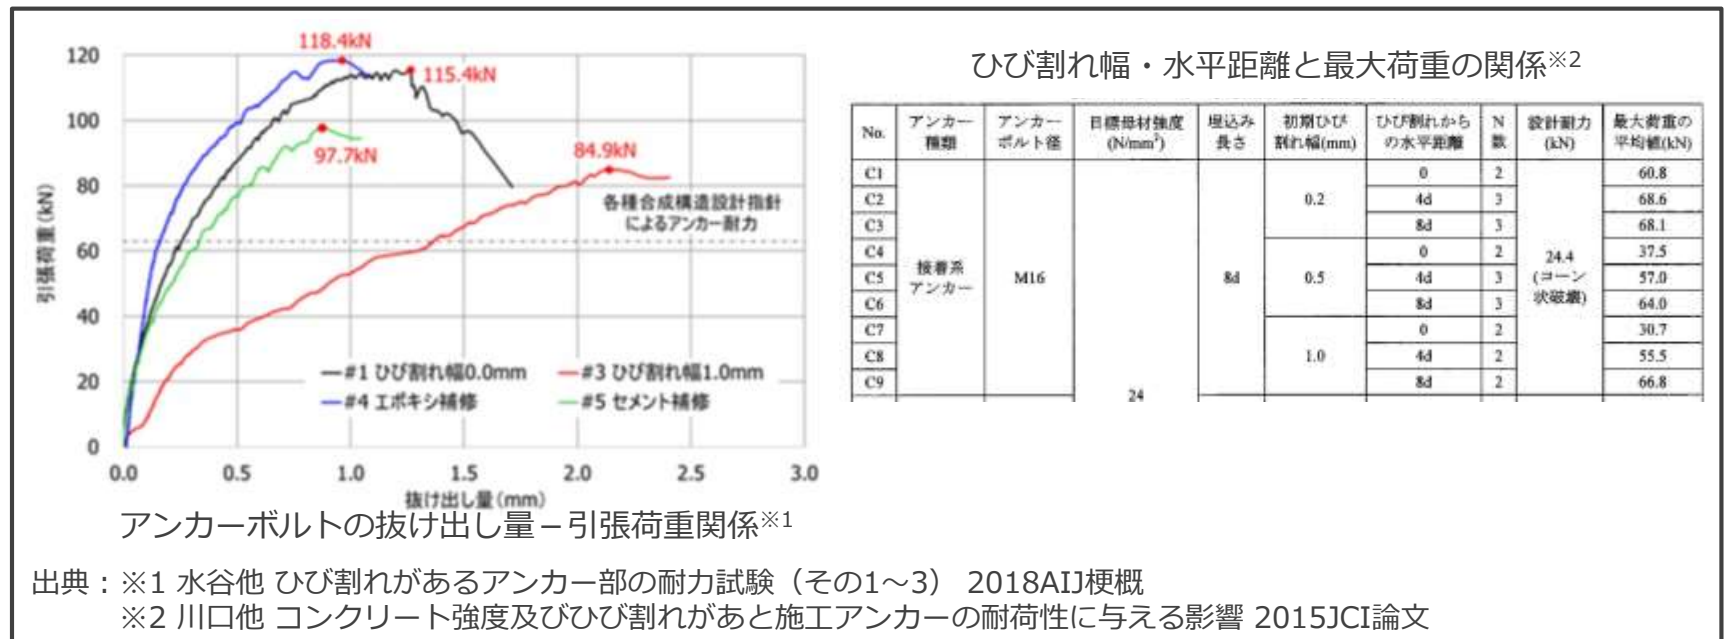 118.4kN
115.4kN
97.7kN
84.9kN
各種合成構造設計指針
によるアンカー耐力
120
100
80
60
40
20
0
引張荷重(kN)
#1 ひび割れ幅0.0mm
#3 ひび割れ幅1.0mm
#4 エポキシ補修
#5 セメント補修
0.0 0.5 1.0 1.5 2.0 2.5 3.0
抜け出し量(mm)
アンカーボルトの抜け出し量－引張荷重関係※1
ひび割れ幅・水平距離と最大荷重の関係※2
No. アンカー種類 アンカーボルト径 目標母材強度(N/mm²) 埋込み長さ 初期ひび割れ幅(mm) ひび割れからの水平距離 N数 設計耐力(kN) 最大荷重の平均値(kN)
C1 接着系アンカー M16 24 8d 0.2 0 2 24.4(コーン状破壊) 60.8
C2 4d 3 68.6
C3 8d 3 68.1
C4 0.5 0 2 37.5
C5 4d 3 57.0
C6 8d 3 64.0
C7 1.0 0 2 30.7
C8 4d 2 55.5
C9 8d 2 66.8
出典：※1 水谷他 ひび割れがあるアンカー部の耐力試験（その1～3） 2018AIJ梗概
※2 川口他 コンクリート強度及びひび割れがあと施工アンカーの耐荷性に与える影響 2015JCI論文